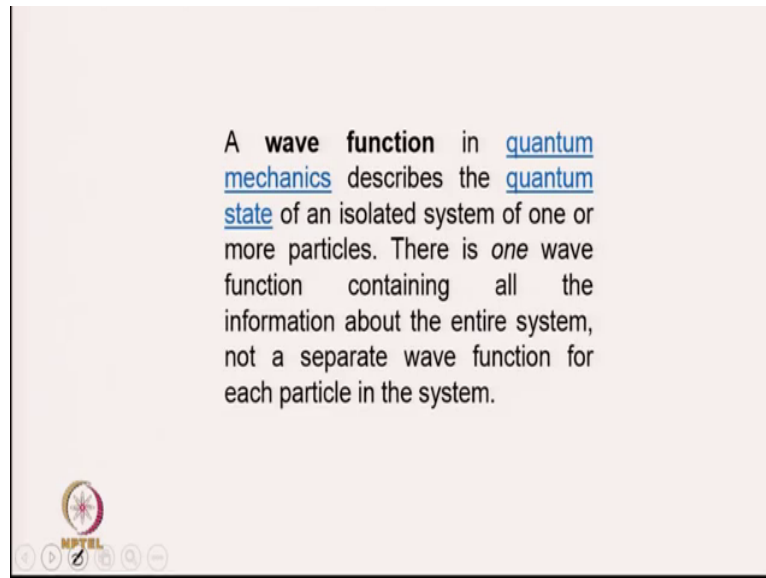 A wave function in quantum
mechanics describes the quantum
state of an isolated system of one or
more particles. There is one wave
function containing all the
information about the entire system,
not a separate wave function for
each particle in the system.
NPTEL